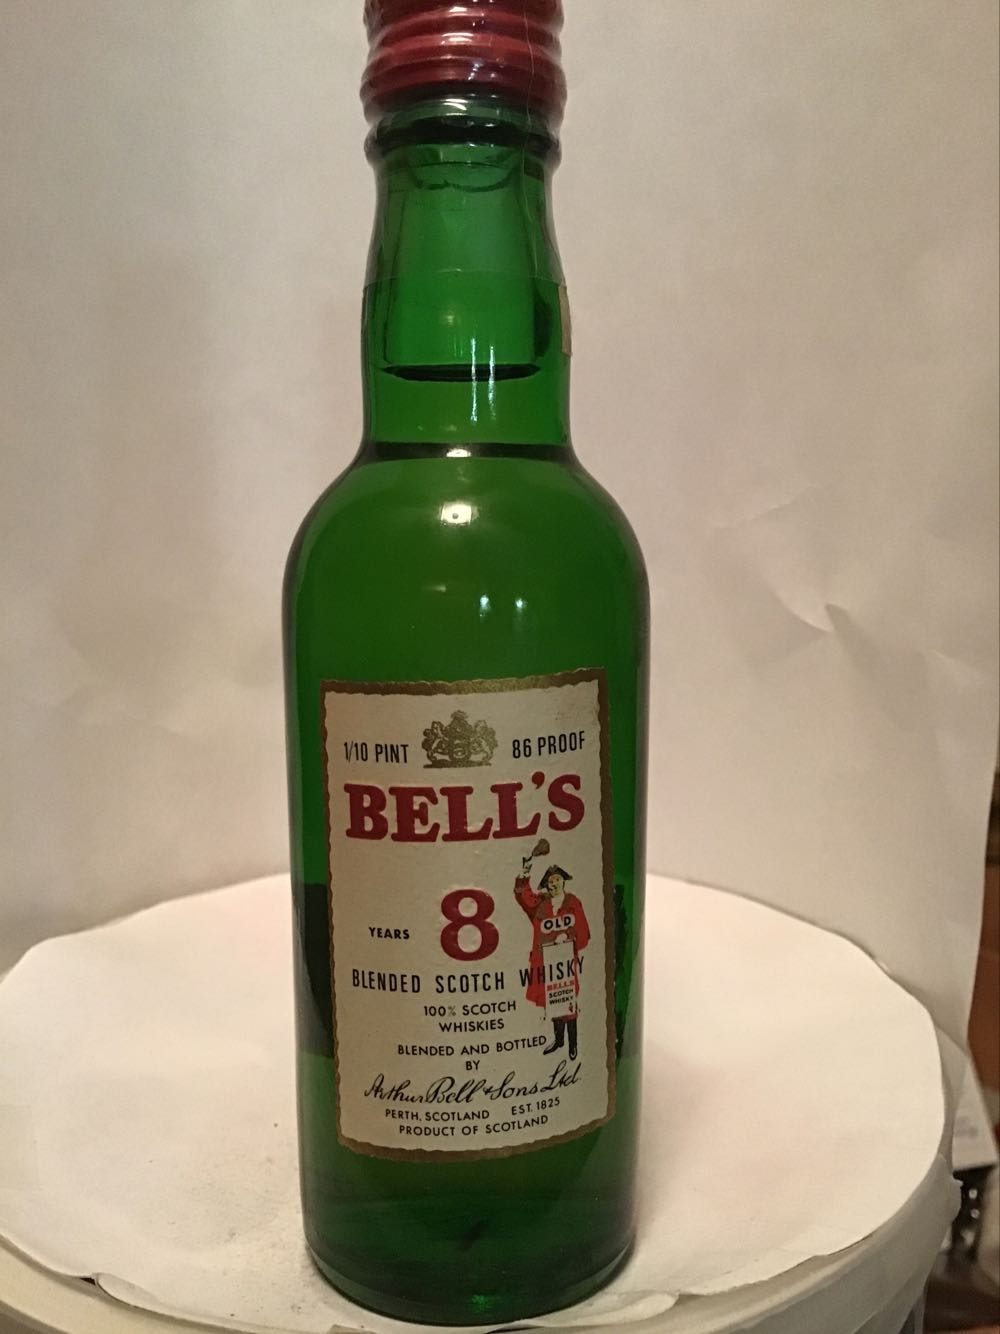 1/10 PINT 86 PROOF
BELL'S
YEARS 8 OLD
BLENDED SCOTCH WHISKY
BELL'S
SCOTCH
WHISKY
100% SCOTCH
WHISKIES
BLENDED AND BOTTLED
BY
Arthur Bell & Sons Ltd.
PERTH, SCOTLAND EST. 1825
PRODUCT OF SCOTLAND